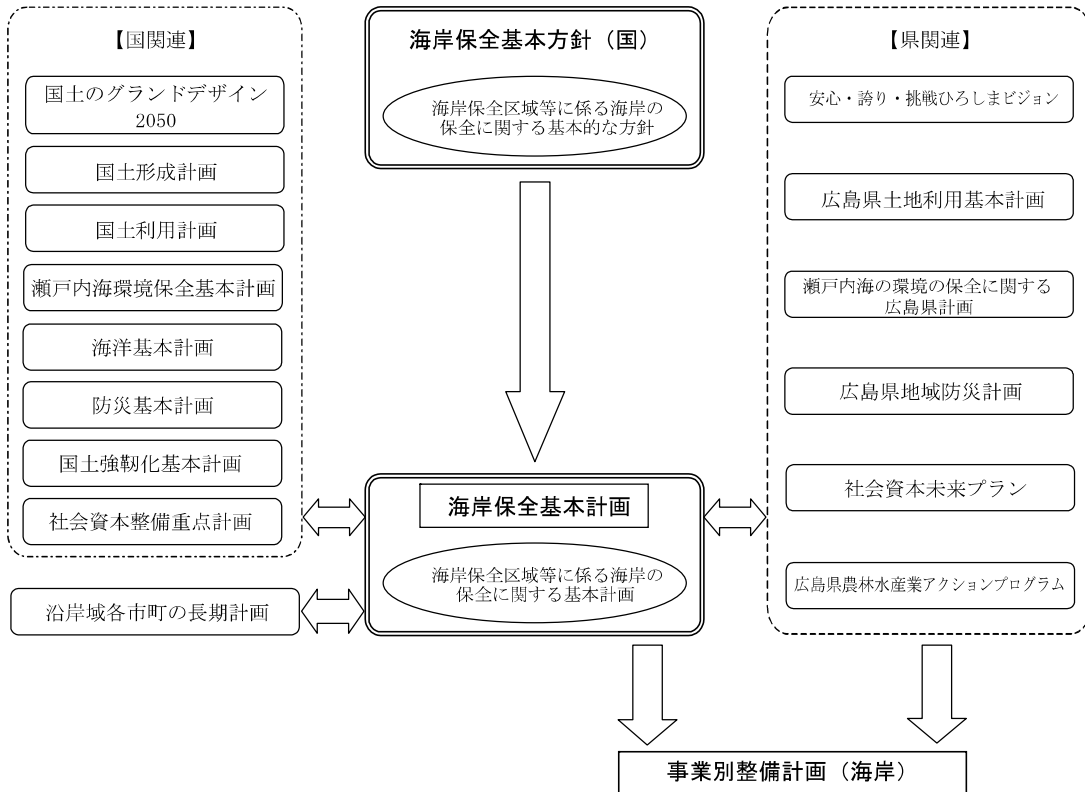 【国関連】
国土のグランドデザイン
2050
国土形成計画
国土利用計画
瀬戸内海環境保全基本計画
海洋基本計画
防災基本計画
国土強靱化基本計画
社会資本整備重点計画
沿岸域各市町の長期計画
海岸保全基本方針（国）
海岸保全区域等に係る海岸の
保全に関する基本的な方針
海岸保全基本計画
海岸保全区域等に係る海岸の
保全に関する基本計画
【県関連】
安心・誇り・挑戦ひろしまビジョン
広島県土地利用基本計画
瀬戸内海の環境の保全に関する
広島県計画
広島県地域防災計画
社会資本未来プラン
広島県農林水産業アクションプログラム
事業別整備計画（海岸）